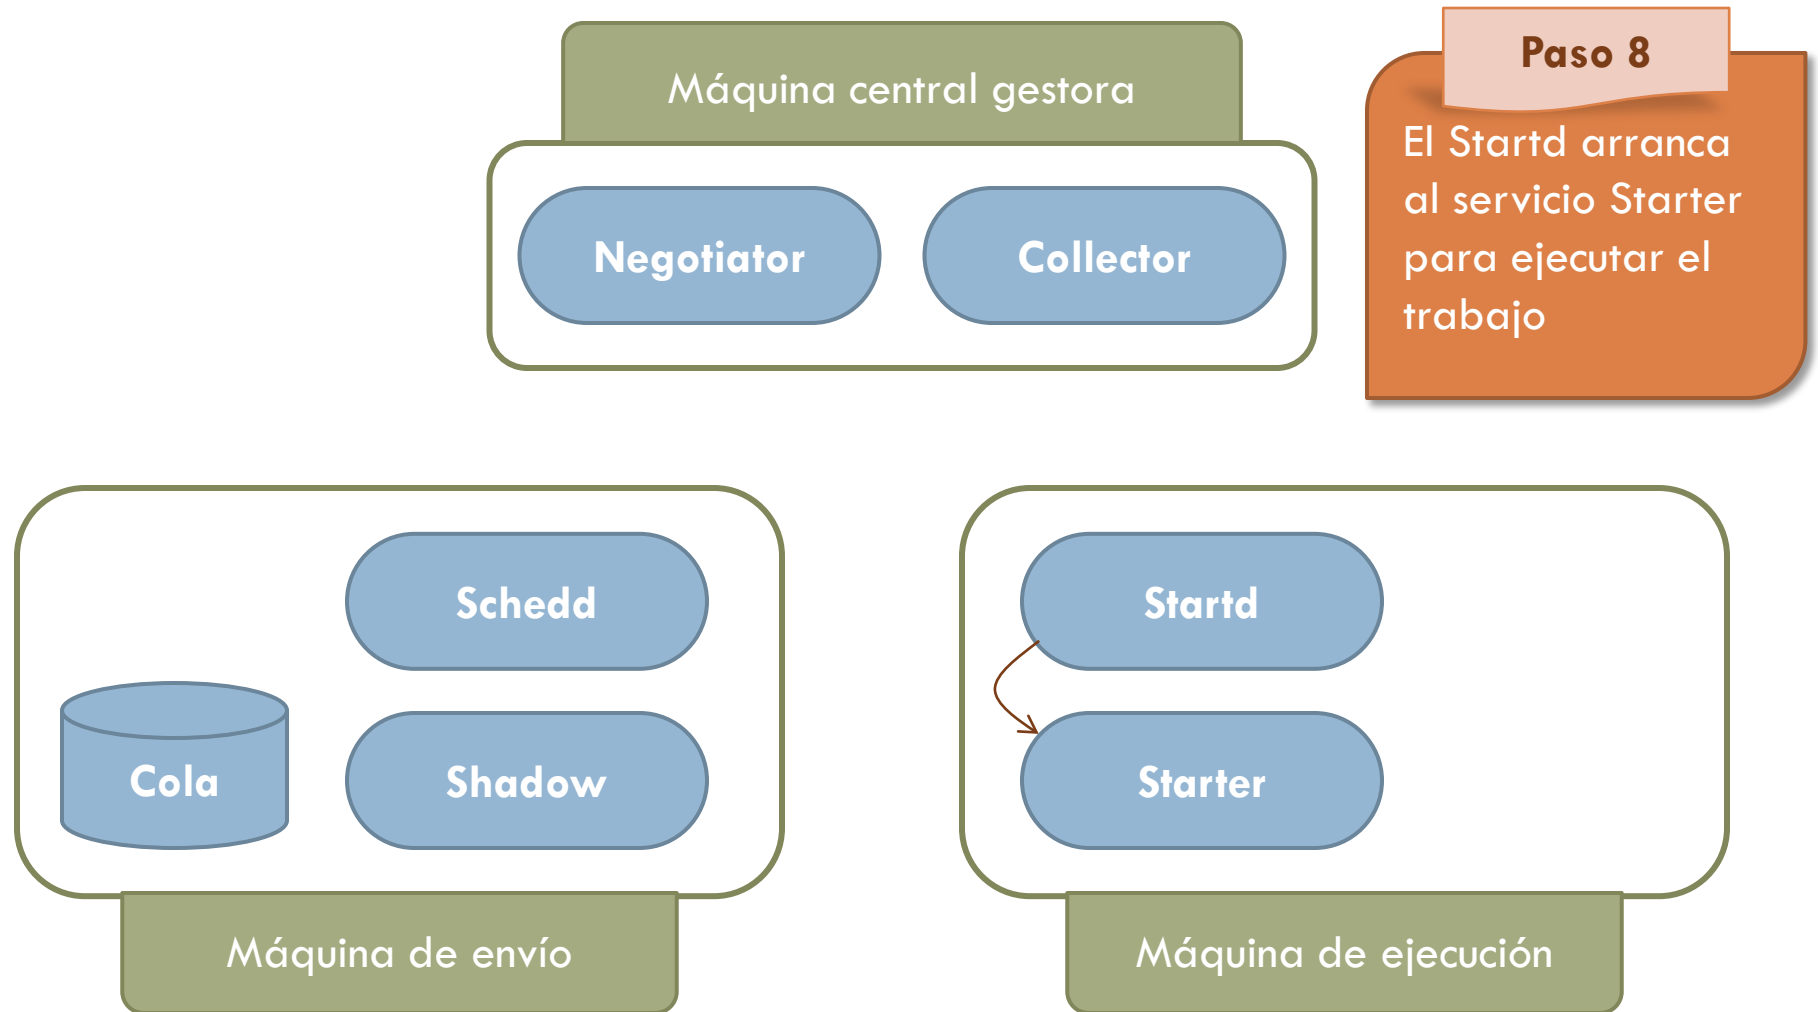 Máquina central gestora
Negotiator
Collector
Paso 8
El Startd arranca
al servicio Starter
para ejecutar el
trabajo
Schedd
Cola
Shadow
Máquina de envío
Startd
Starter
Máquina de ejecución